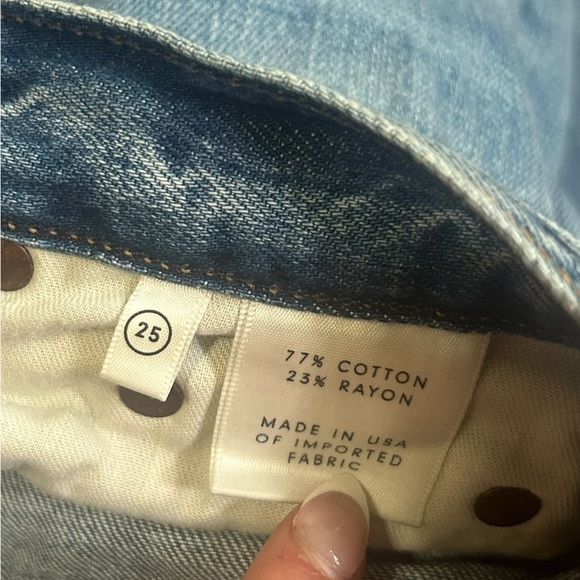 25
77% COTTON
23% RAYON
MADE IN USA
OF IMPORTED
FABRIC